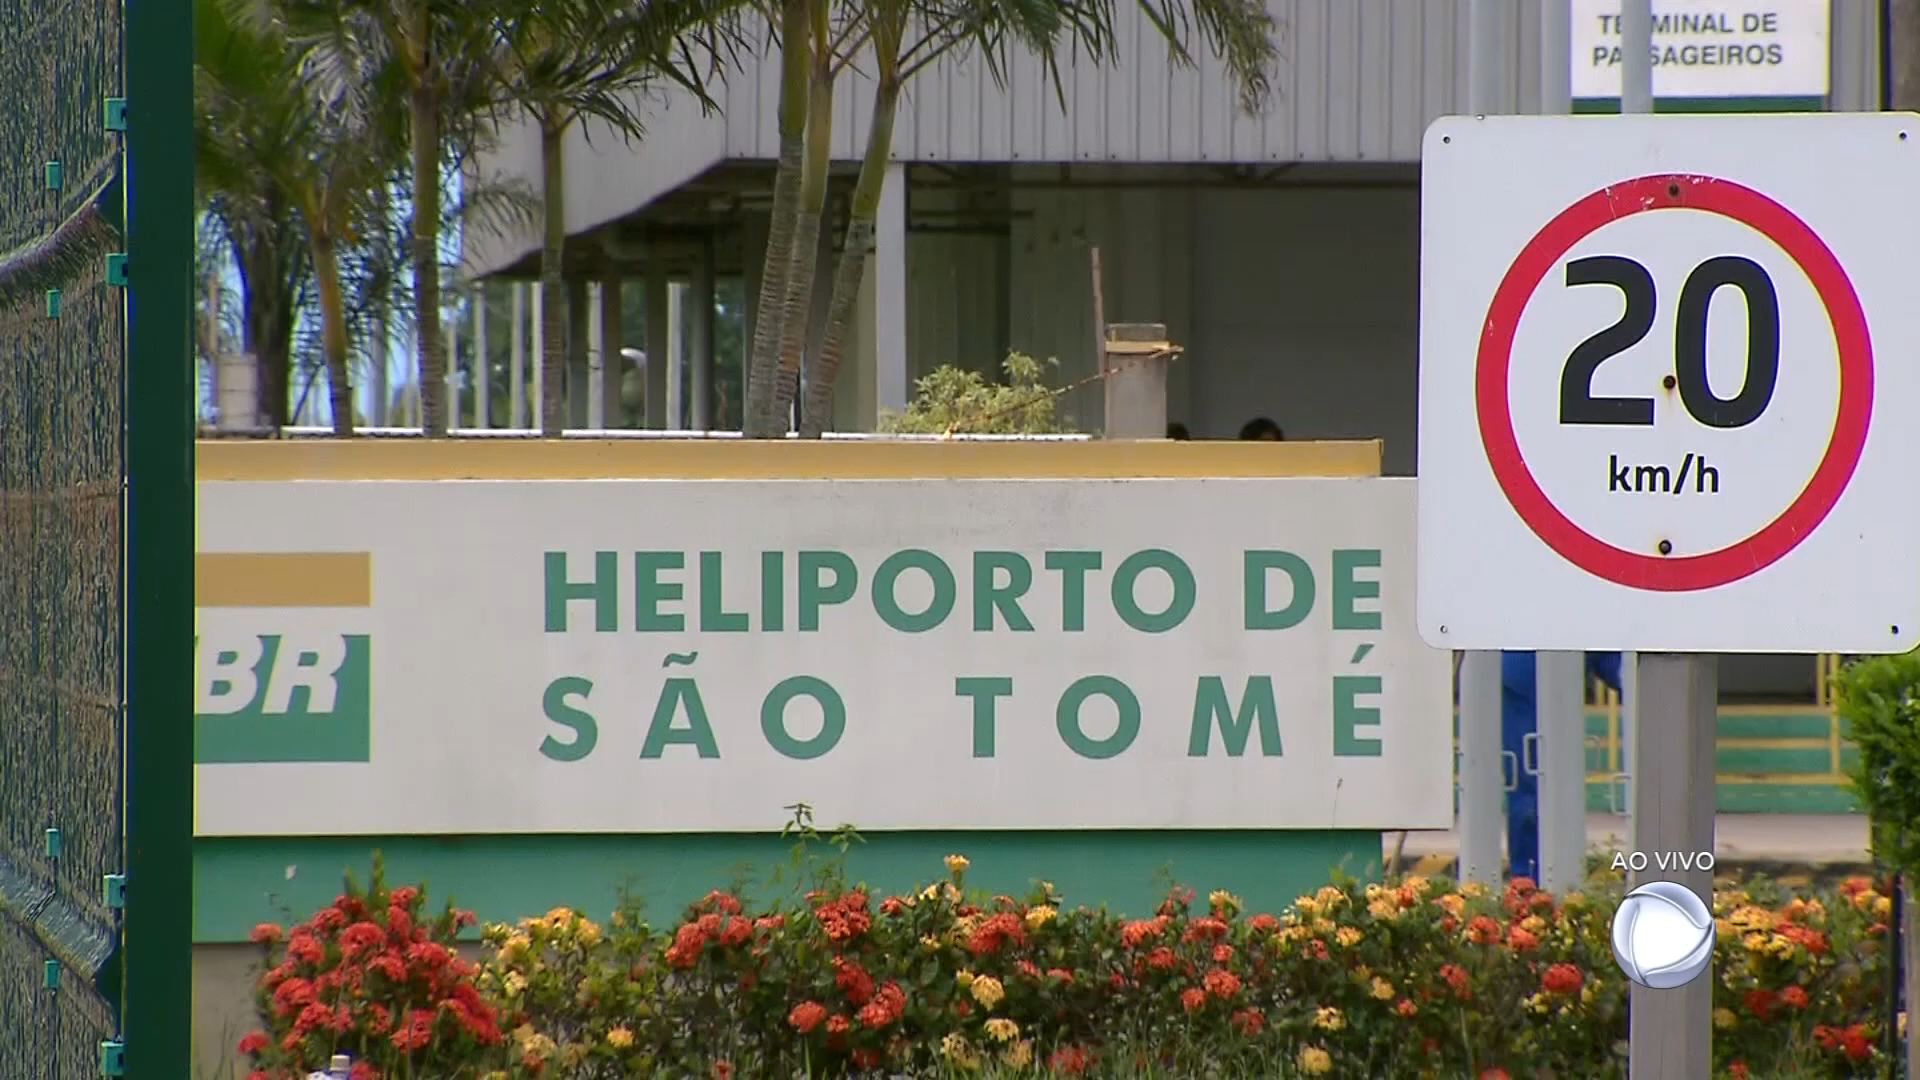 TERMINAL DE
PASSAGEIROS
20
km/h
HELIPORTO DE
SÃO TOMÉ
BR
AO VIVO